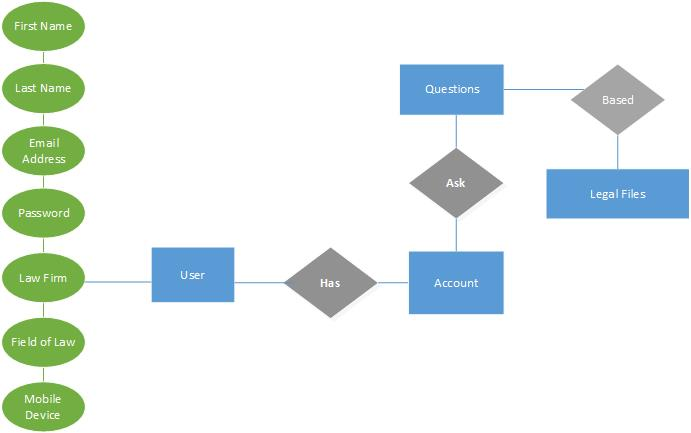 First Name
Last Name
Email
Address
Password
Law Firm
Field of Law
Mobile
Device
User
Has
Account
Ask
Questions
Based
Legal Files